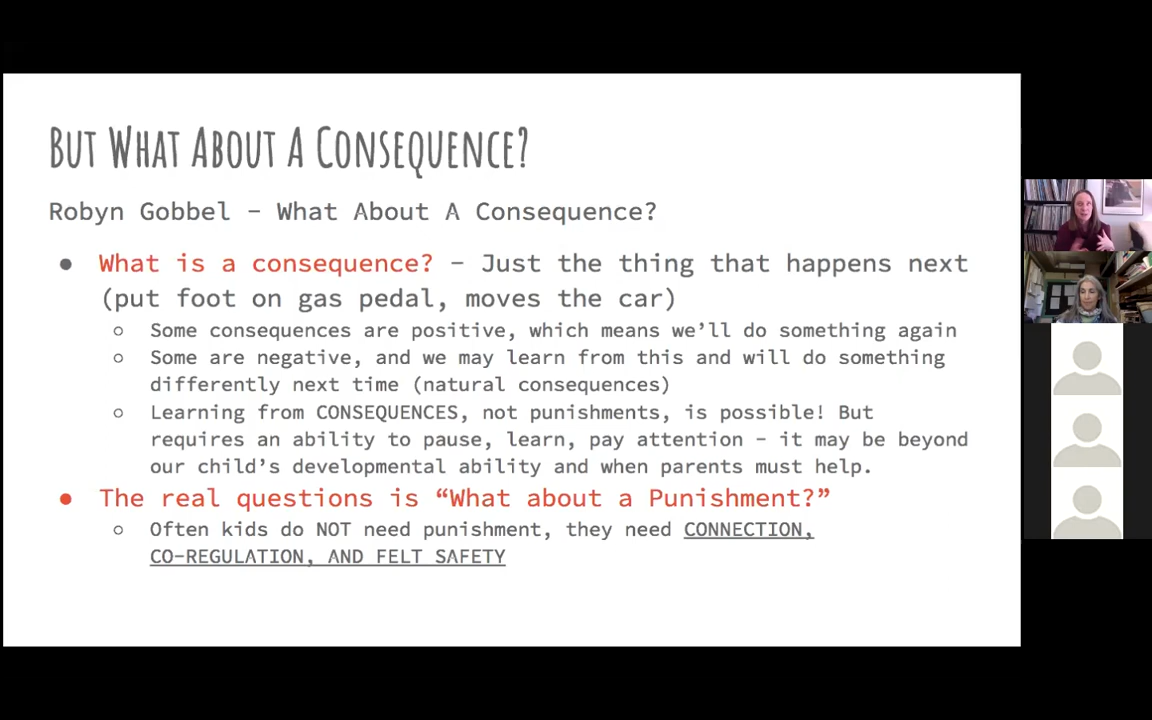 But What About A Consequence?
Robyn Gobbel – What About A Consequence?
● What is a consequence? – Just the thing that happens next
(put foot on gas pedal, moves the car)
○ Some consequences are positive, which means we’ll do something again
○ Some are negative, and we may learn from this and will do something
differently next time (natural consequences)
○ Learning from CONSEQUENCES, not punishments, is possible! But
requires an ability to pause, learn, pay attention – it may be beyond
our child’s developmental ability and when parents must help.
● The real questions is “What about a Punishment?”
○ Often kids do NOT need punishment, they need CONNECTION,
CO-REGULATION, AND FELT SAFETY